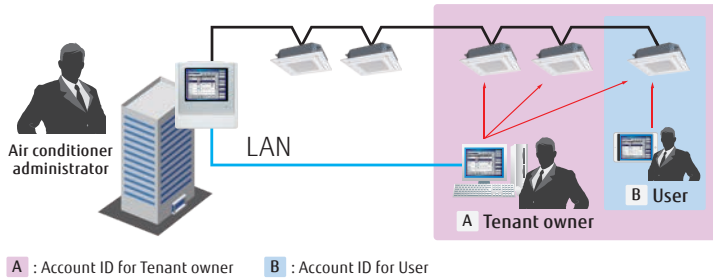 Air conditioner
administrator
LAN
A Tenant owner
B User
A : Account ID for Tenant owner B : Account ID for User